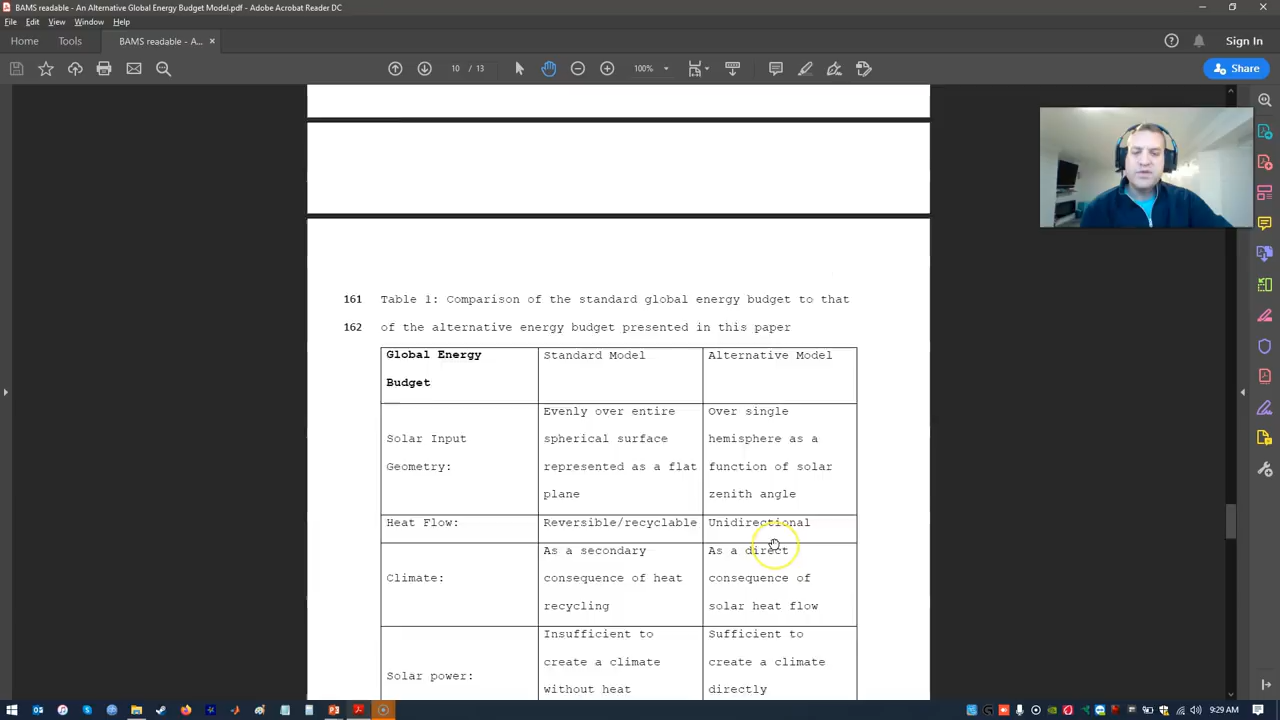 BAMS readable - An Alternative Global Energy Budget Model.pdf - Adobe Acrobat Reader DC
File Edit View Window Help
Home Tools BAMS readable - A... × Sign In
10 / 13 100% Share
161 Table 1: Comparison of the standard global energy budget to that
162 of the alternative energy budget presented in this paper
Global Energy Budget
Standard Model
Alternative Model
Solar Input
Geometry:
Evenly over entire
spherical surface
represented as a flat
plane
Over single
hemisphere as a
function of solar
zenith angle
Heat Flow:
Reversible/recyclable
Unidirectional
Climate:
As a secondary
consequence of heat
recycling
As a direct
consequence of
solar heat flow
Solar power:
Insufficient to
create a climate
without heat
Sufficient to
create a climate
directly
9:29 AM